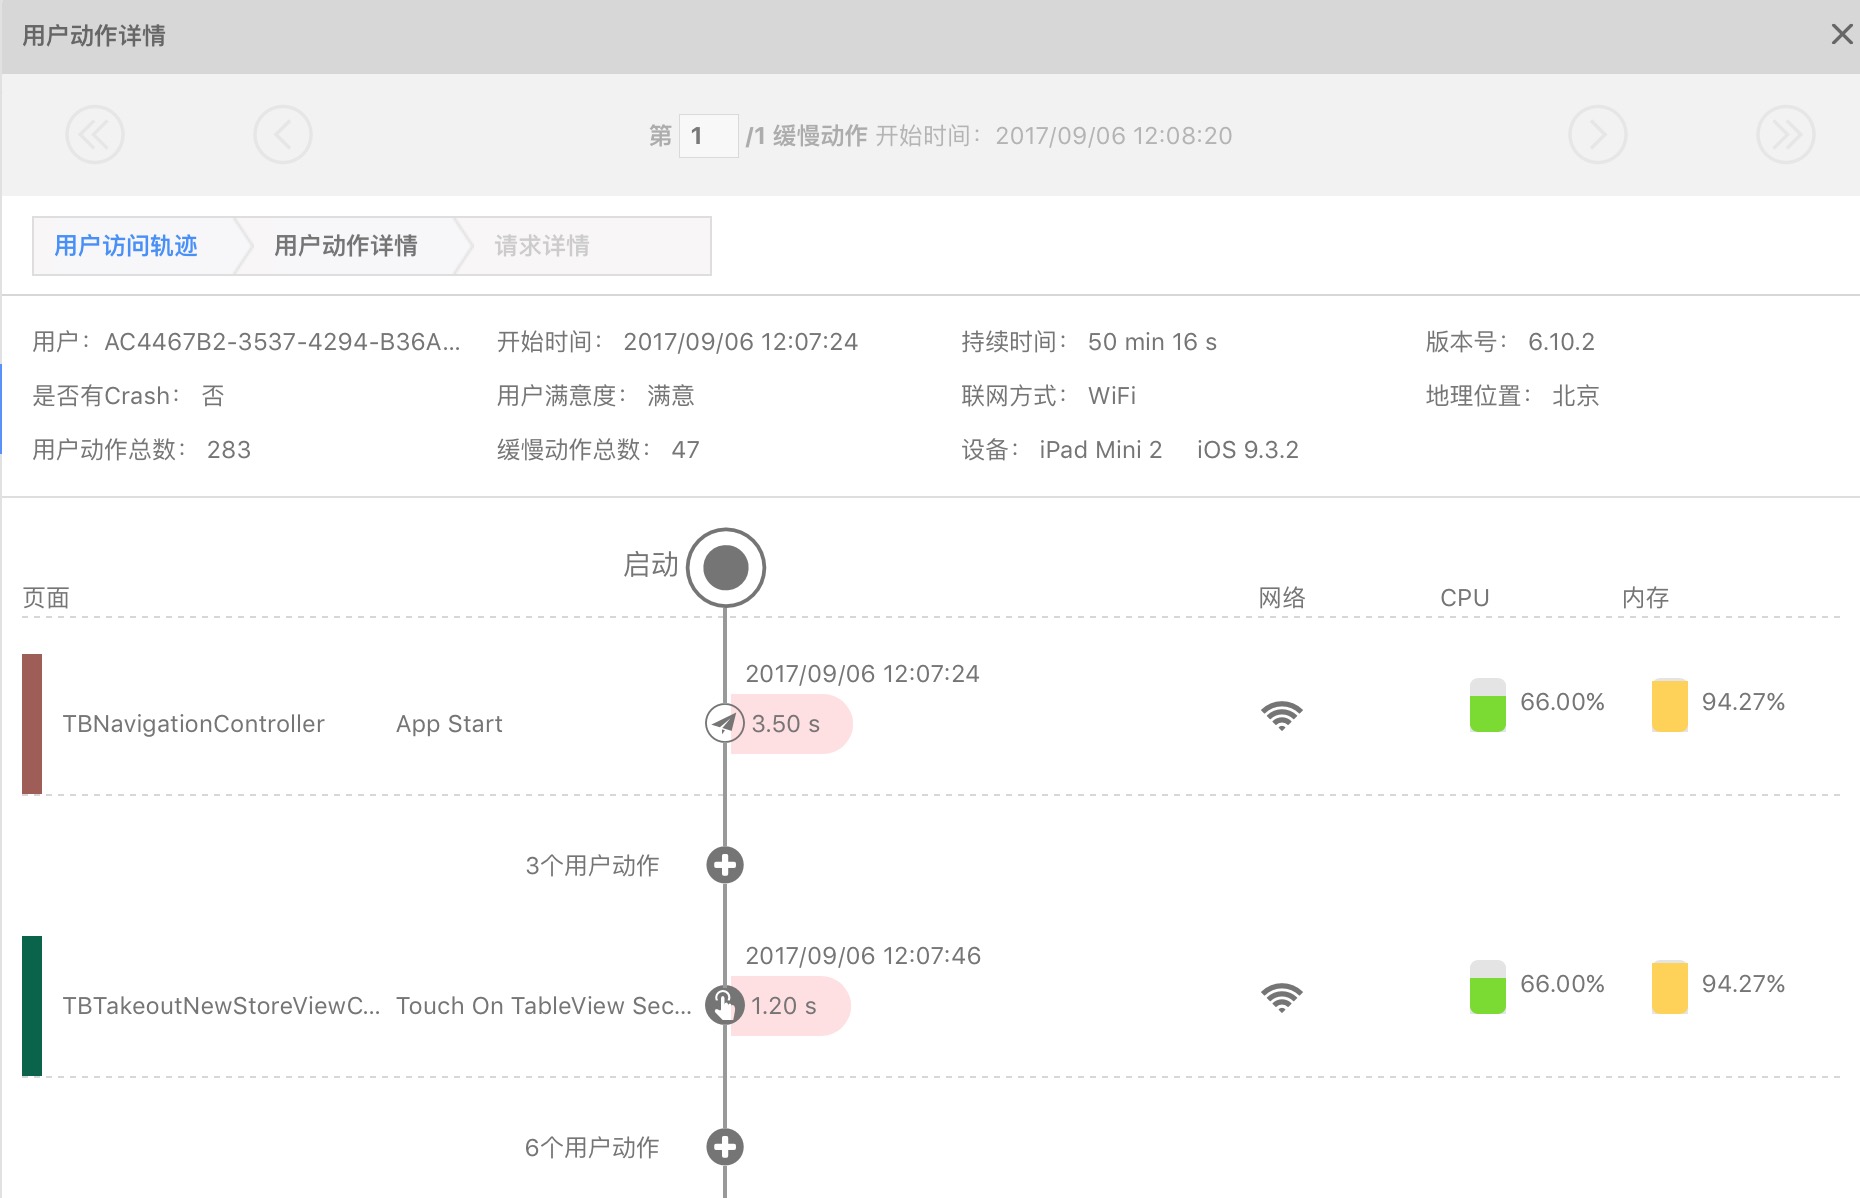 用户动作详情
第 1 /1 缓慢动作 开始时间：2017/09/06 12:08:20
用户访问轨迹 用户动作详情 请求详情
用户：AC4467B2-3537-4294-B36A... 开始时间：2017/09/06 12:07:24 持续时间：50 min 16 s 版本号：6.10.2
是否有Crash：否 用户满意度：满意 联网方式：WiFi 地理位置：北京
用户动作总数：283 缓慢动作总数：47 设备：iPad Mini 2 iOS 9.3.2
启动
页面 网络 CPU 内存
2017/09/06 12:07:24
TBNavigationController App Start 3.50 s 66.00% 94.27%
3个用户动作
2017/09/06 12:07:46
TBTakeoutNewStoreViewC... Touch On TableView Sec... 1.20 s 66.00% 94.27%
6个用户动作